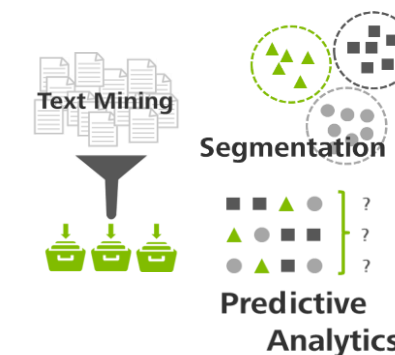 Text Mining
Segmentation
?
?
?
Predictive
Analytics